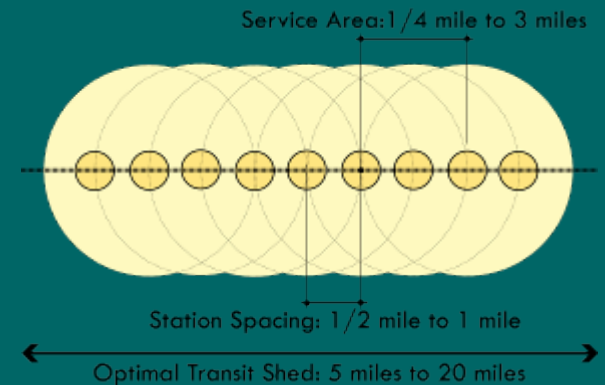 Service Area:1/4 mile to 3 miles
Station Spacing: 1/2 mile to 1 mile
Optimal Transit Shed: 5 miles to 20 miles